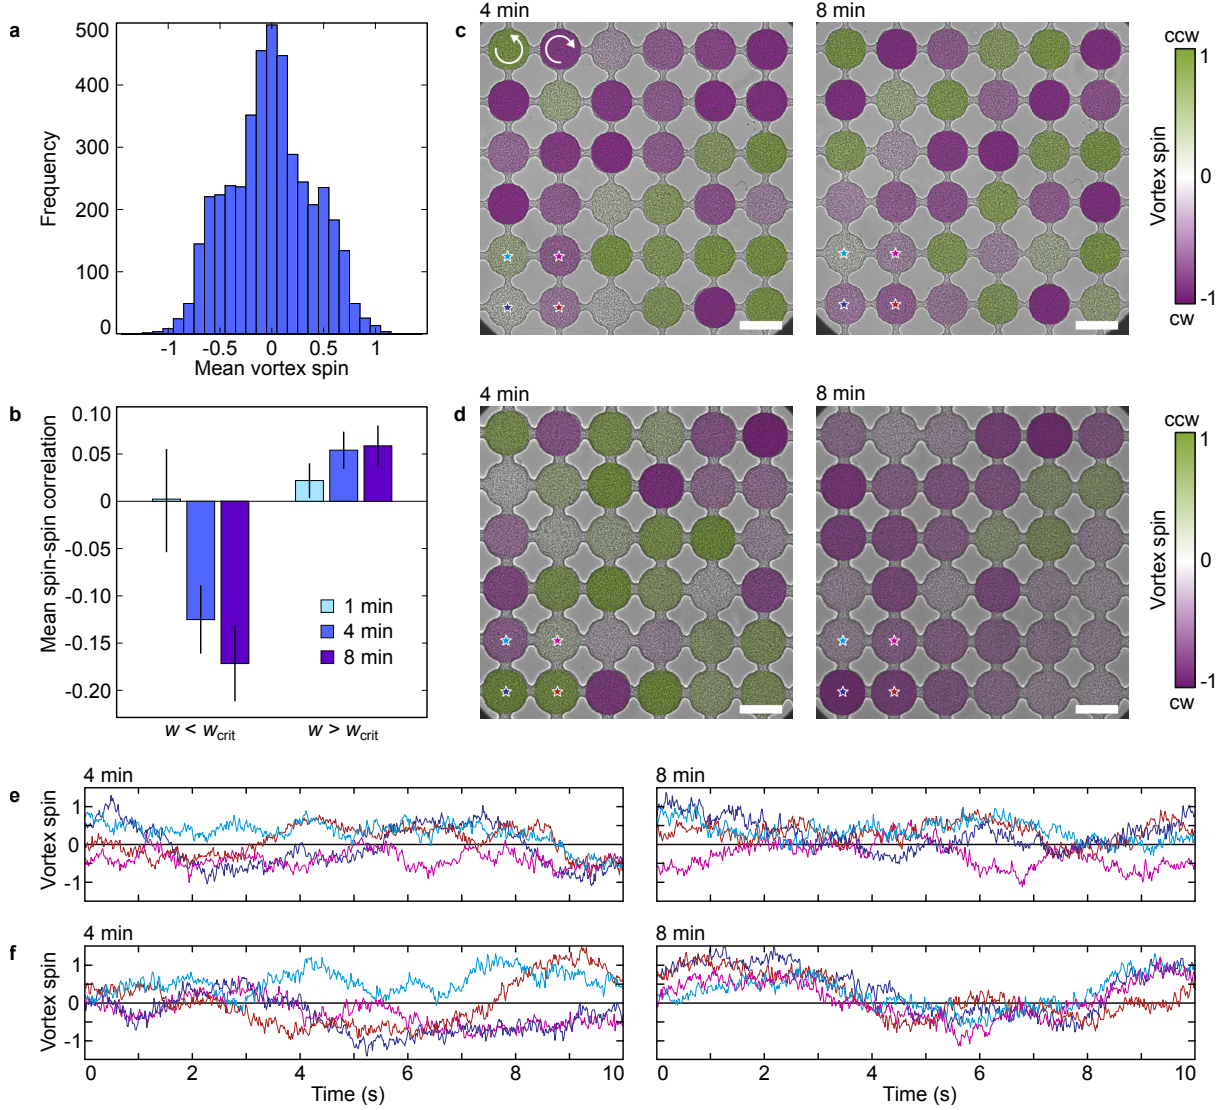 a
500
400
300
200
100
0
Frequency
-1
-0.5
0
0.5
1
Mean vortex spin
b
0.10
0.05
0
-0.05
-0.10
-0.15
-0.20
Mean spin-spin correlation
1 min
4 min
8 min
w < wcrit
w > wcrit
c
4 min
8 min
ccw
1
0
-1
cw
Vortex spin
d
4 min
8 min
ccw
1
0
-1
cw
Vortex spin
e
4 min
8 min
Vortex spin
1
0
-1
f
4 min
8 min
Vortex spin
1
0
-1
0 2 4 6 8 10
Time (s)
0 2 4 6 8 10
Time (s)